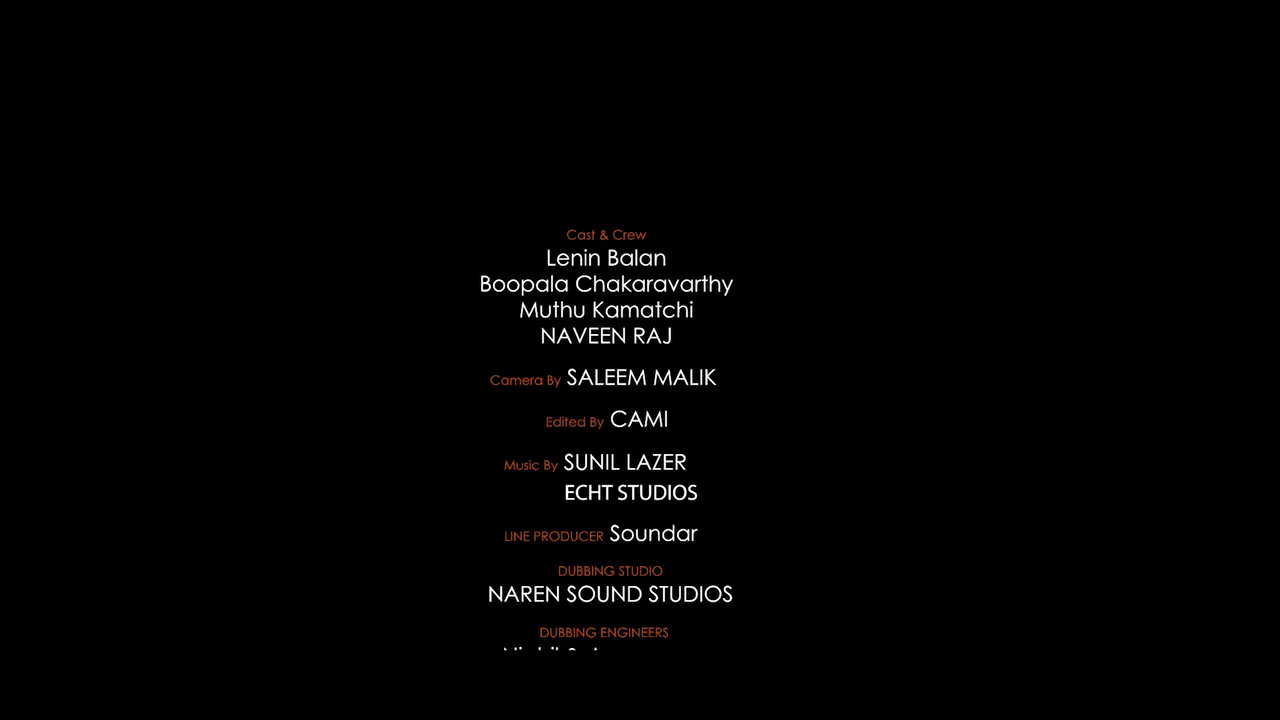 Cast & Crew
Lenin Balan
Boopala Chakaravarthy
Muthu Kamatchi
NAVEEN RAJ
Camera By SALEEM MALIK
Edited By CAMI
Music By SUNIL LAZER
ECHT STUDIOS
LINE PRODUCER Soundar
DUBBING STUDIO
NAREN SOUND STUDIOS
DUBBING ENGINEERS